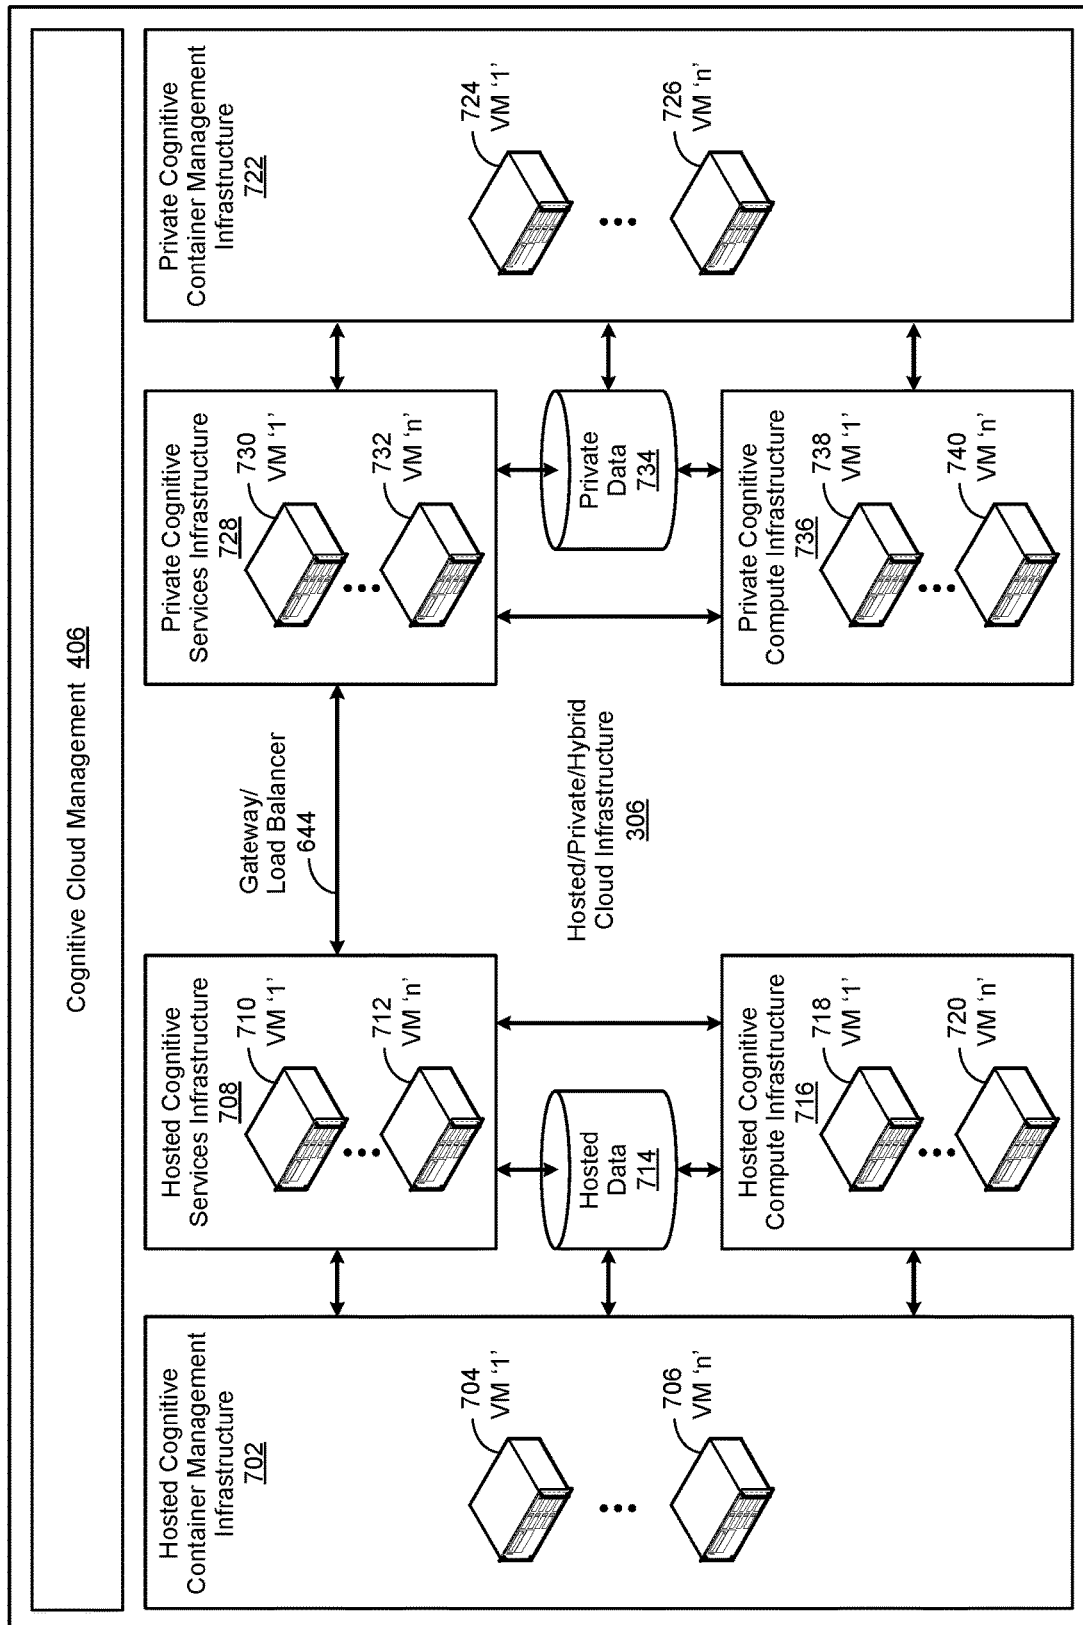 Cognitive Cloud Management 406
Hosted Cognitive
Container Management
Infrastructure
702
704
VM ‘1’
706
VM ‘n’
Hosted Cognitive
Services Infrastructure
708
710
VM ‘1’
712
VM ‘n’
Hosted
Data
714
Hosted Cognitive
Compute Infrastructure
716
718
VM ‘1’
720
VM ‘n’
Gateway/
Load Balancer
644
Hosted/Private/Hybrid
Cloud Infrastructure
306
Private Cognitive
Services Infrastructure
728
730
VM ‘1’
732
VM ‘n’
Private
Data
734
Private Cognitive
Compute Infrastructure
736
738
VM ‘1’
740
VM ‘n’
Private Cognitive
Container Management
Infrastructure
722
724
VM ‘1’
726
VM ‘n’